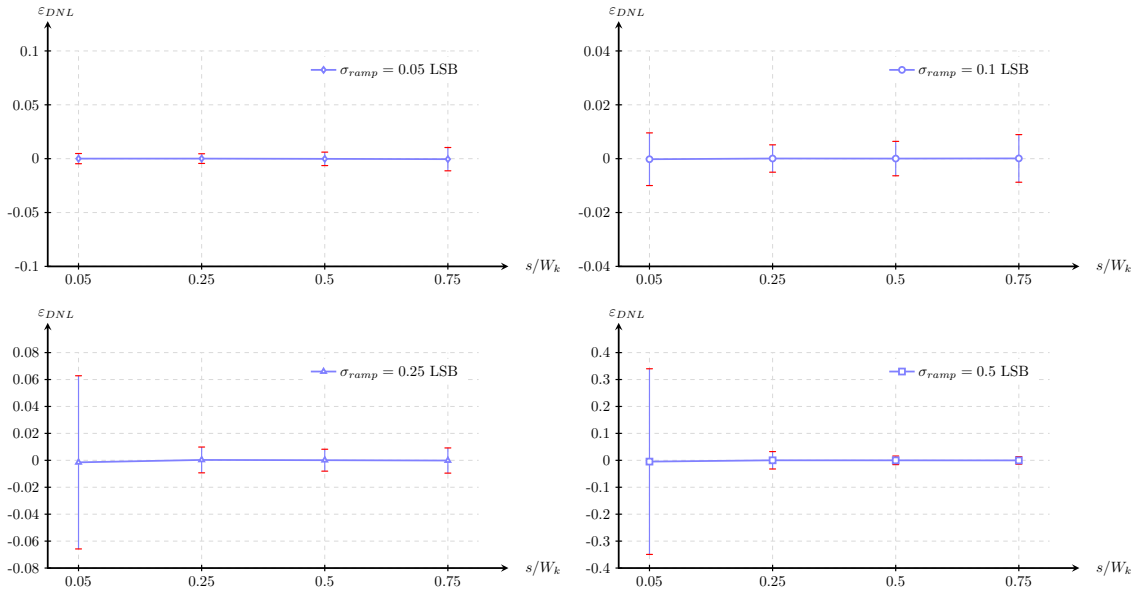 ε_DNL
0.1
σ_ramp = 0.05 LSB
0.05
0
-0.05
-0.1
0.05 0.25 0.5 0.75
s/W_k
ε_DNL
0.04
σ_ramp = 0.1 LSB
0.02
0
-0.02
-0.04
0.05 0.25 0.5 0.75
s/W_k
ε_DNL
0.08
σ_ramp = 0.25 LSB
0.06
0.04
0.02
0
-0.02
-0.04
-0.06
-0.08
0.05 0.25 0.5 0.75
s/W_k
ε_DNL
0.4
σ_ramp = 0.5 LSB
0.3
0.2
0.1
0
-0.1
-0.2
-0.3
-0.4
0.05 0.25 0.5 0.75
s/W_k